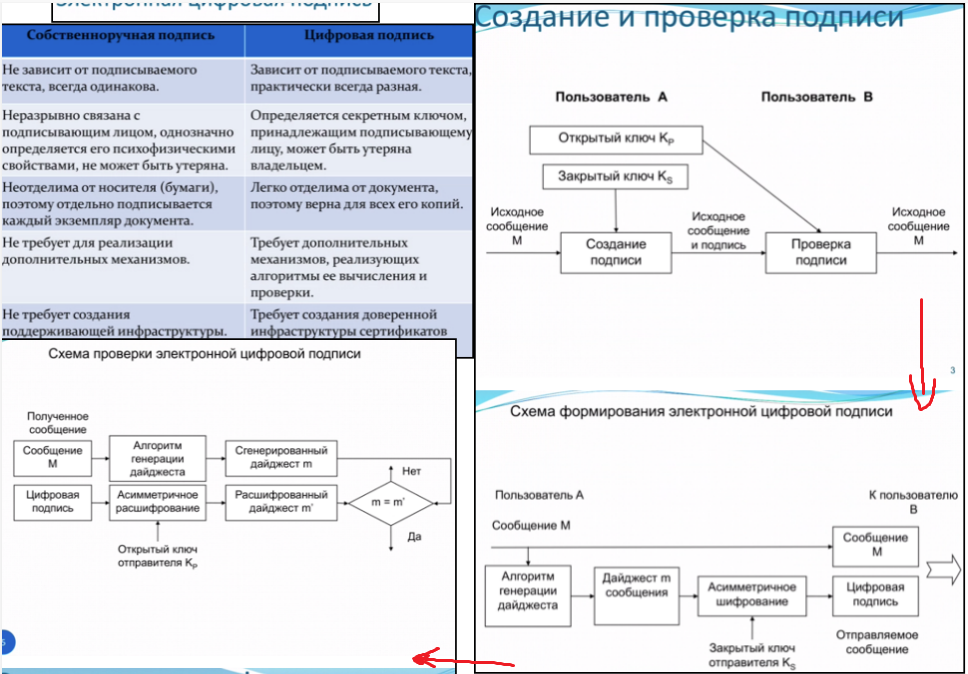 Электронная цифровая подпись
Собственноручная подпись
Цифровая подпись
Не зависит от подписываемого
текста, всегда одинакова.
Зависит от подписываемого текста,
практически всегда разная.
Неразрывно связана с
подписывающим лицом, однозначно
определяется его психофизическими
свойствами, не может быть утеряна.
Определяется секретным ключом,
принадлежащим подписывающему
лицу, может быть утеряна
владельцем.
Неотделима от носителя (бумаги),
поэтому отдельно подписывается
каждый экземпляр документа.
Легко отделима от документа,
поэтому верна для всех его копий.
Не требует для реализации
дополнительных механизмов.
Требует дополнительных
механизмов, реализующих
алгоритмы ее вычисления и
проверки.
Не требует создания
поддерживающей инфраструктуры.
Требует создания доверенной
инфраструктуры сертификатов
Создание и проверка подписи
Пользователь A
Пользователь B
Открытый ключ KP
Закрытый ключ KS
Исходное
сообщение
М
Создание
подписи
Исходное
сообщение
и подпись
Проверка
подписи
Исходное
сообщение
М
3
Схема формирования электронной цифровой подписи
Пользователь А
К пользователю
В
Сообщение М
Сообщение
М
Алгоритм
генерации
дайджеста
Дайджест m
сообщения
Асимметричное
шифрование
Цифровая
подпись
Закрытый ключ
отправителя KS
Отправляемое
сообщение
Схема проверки электронной цифровой подписи
Полученное
сообщение
Сообщение
М
Алгоритм
генерации
дайджеста
Сгенерированный
дайджест m
Нет
Цифровая
подпись
Асимметричное
расшифрование
Расшифрованный
дайджест m'
m = m'
Да
Открытый ключ
отправителя KP
5